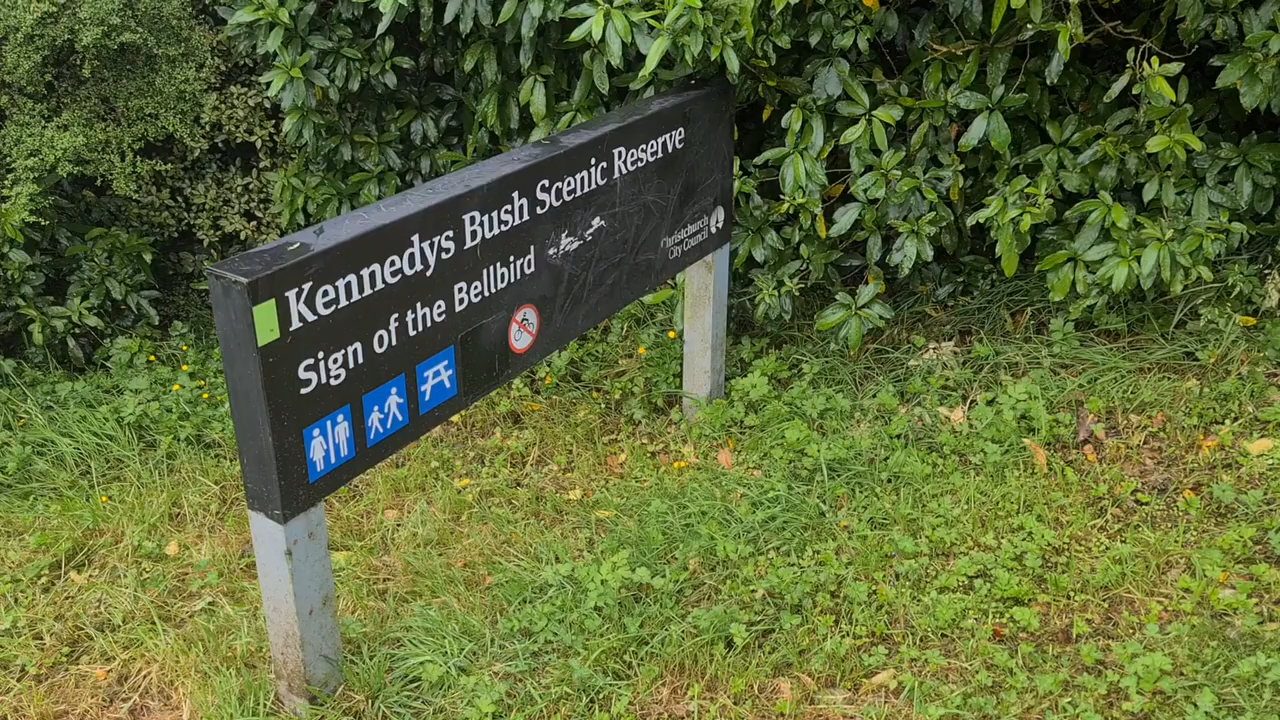 Kennedys Bush Scenic Reserve
Sign of the Bellbird
Christchurch
City Council